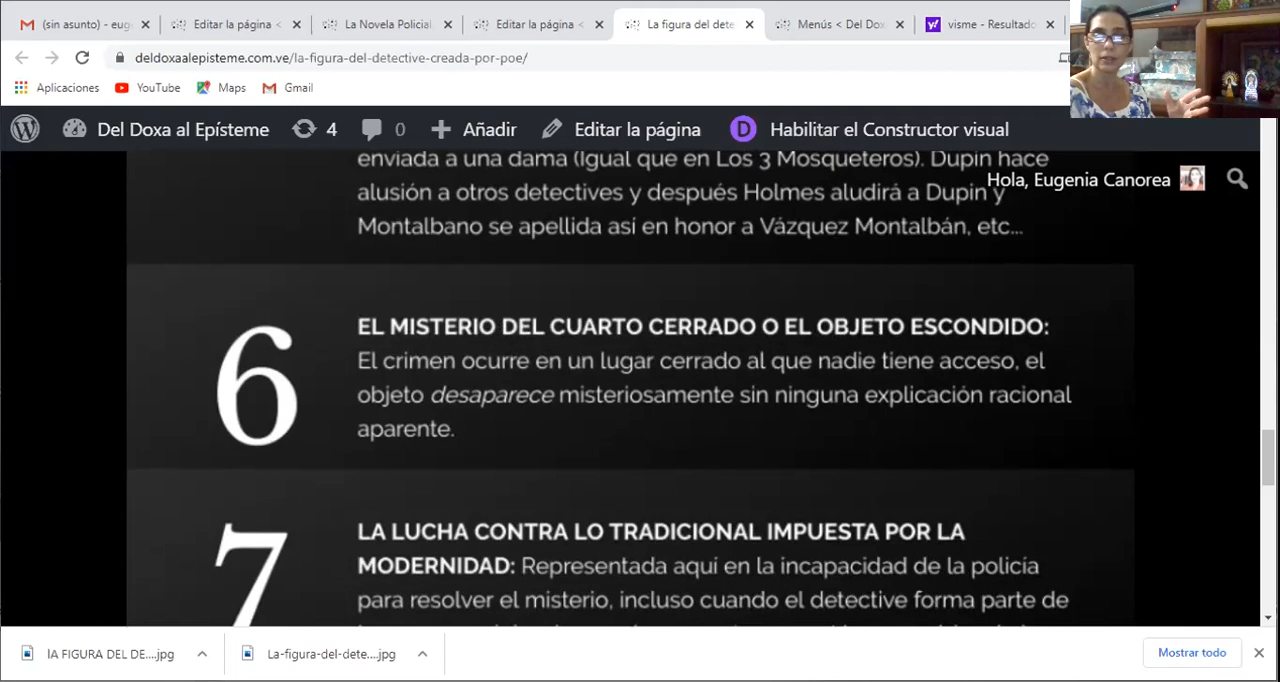 (sin asunto) - eug
Editar la página <
La Novela Policial
Editar la página <
La figura del dete
Menús < Del Dox
visme - Resultado
deldoxaalepisteme.com.ve/la-figura-del-detective-creada-por-poe/
Aplicaciones
YouTube
Maps
Gmail
Del Doxa al Epísteme
4
0
Añadir
Editar la página
D
Habilitar el Constructor visual
Hola, Eugenia Canorea
enviada a una dama (Igual que en Los 3 Mosqueteros). Dupin hace
alusión a otros detectives y después Holmes aludirá a Dupin y
Montalbano se apellida así en honor a Vázquez Montalbán, etc...
6
EL MISTERIO DEL CUARTO CERRADO O EL OBJETO ESCONDIDO:
El crimen ocurre en un lugar cerrado al que nadie tiene acceso, el
objeto desaparece misteriosamente sin ninguna explicación racional
aparente.
7
LA LUCHA CONTRA LO TRADICIONAL IMPUESTA POR LA
MODERNIDAD: Representada aquí en la incapacidad de la policía
para resolver el misterio, incluso cuando el detective forma parte de
lA FIGURA DEL DE....jpg
La-figura-del-dete....jpg
Mostrar todo